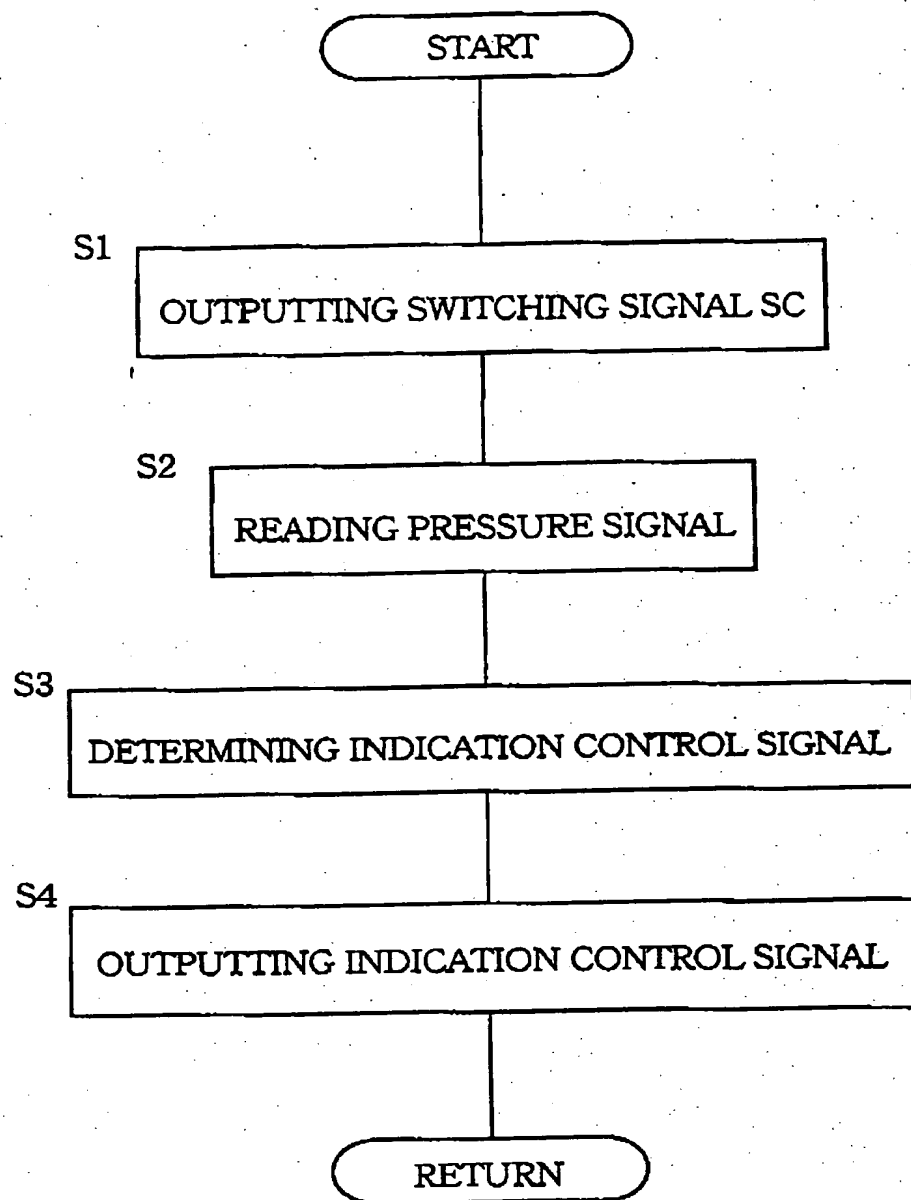 START
S1
OUTPUTTING SWITCHING SIGNAL SC
S2
READING PRESSURE SIGNAL
S3
DETERMINING INDICATION CONTROL SIGNAL
S4
OUTPUTTING INDICATION CONTROL SIGNAL
RETURN